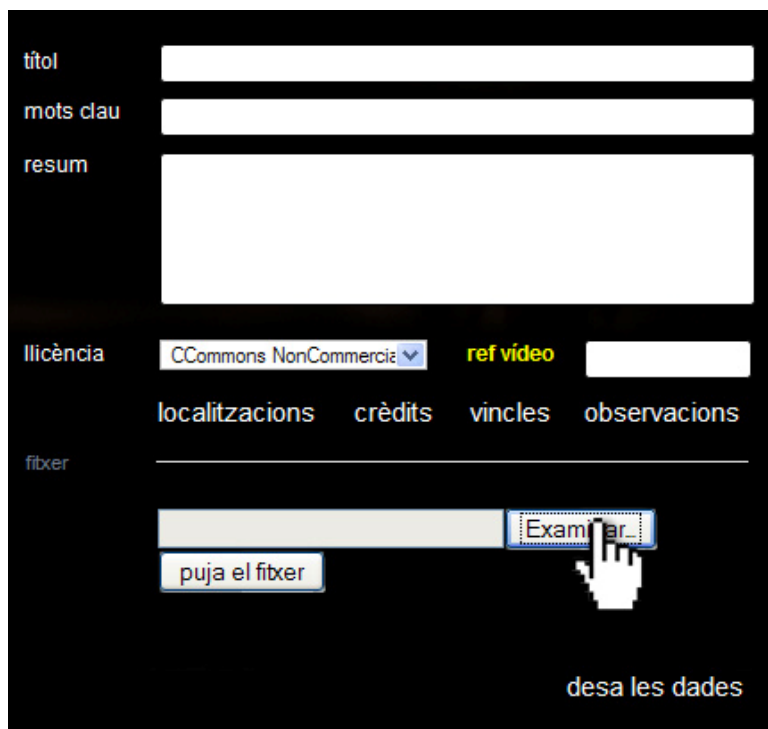 títol
mots clau
resum
llicència CCommons NonCommercia ref vídeo
localitzacions crèdits vincles observacions
fitxer
Examinar...
puja el fitxer
desa les dades